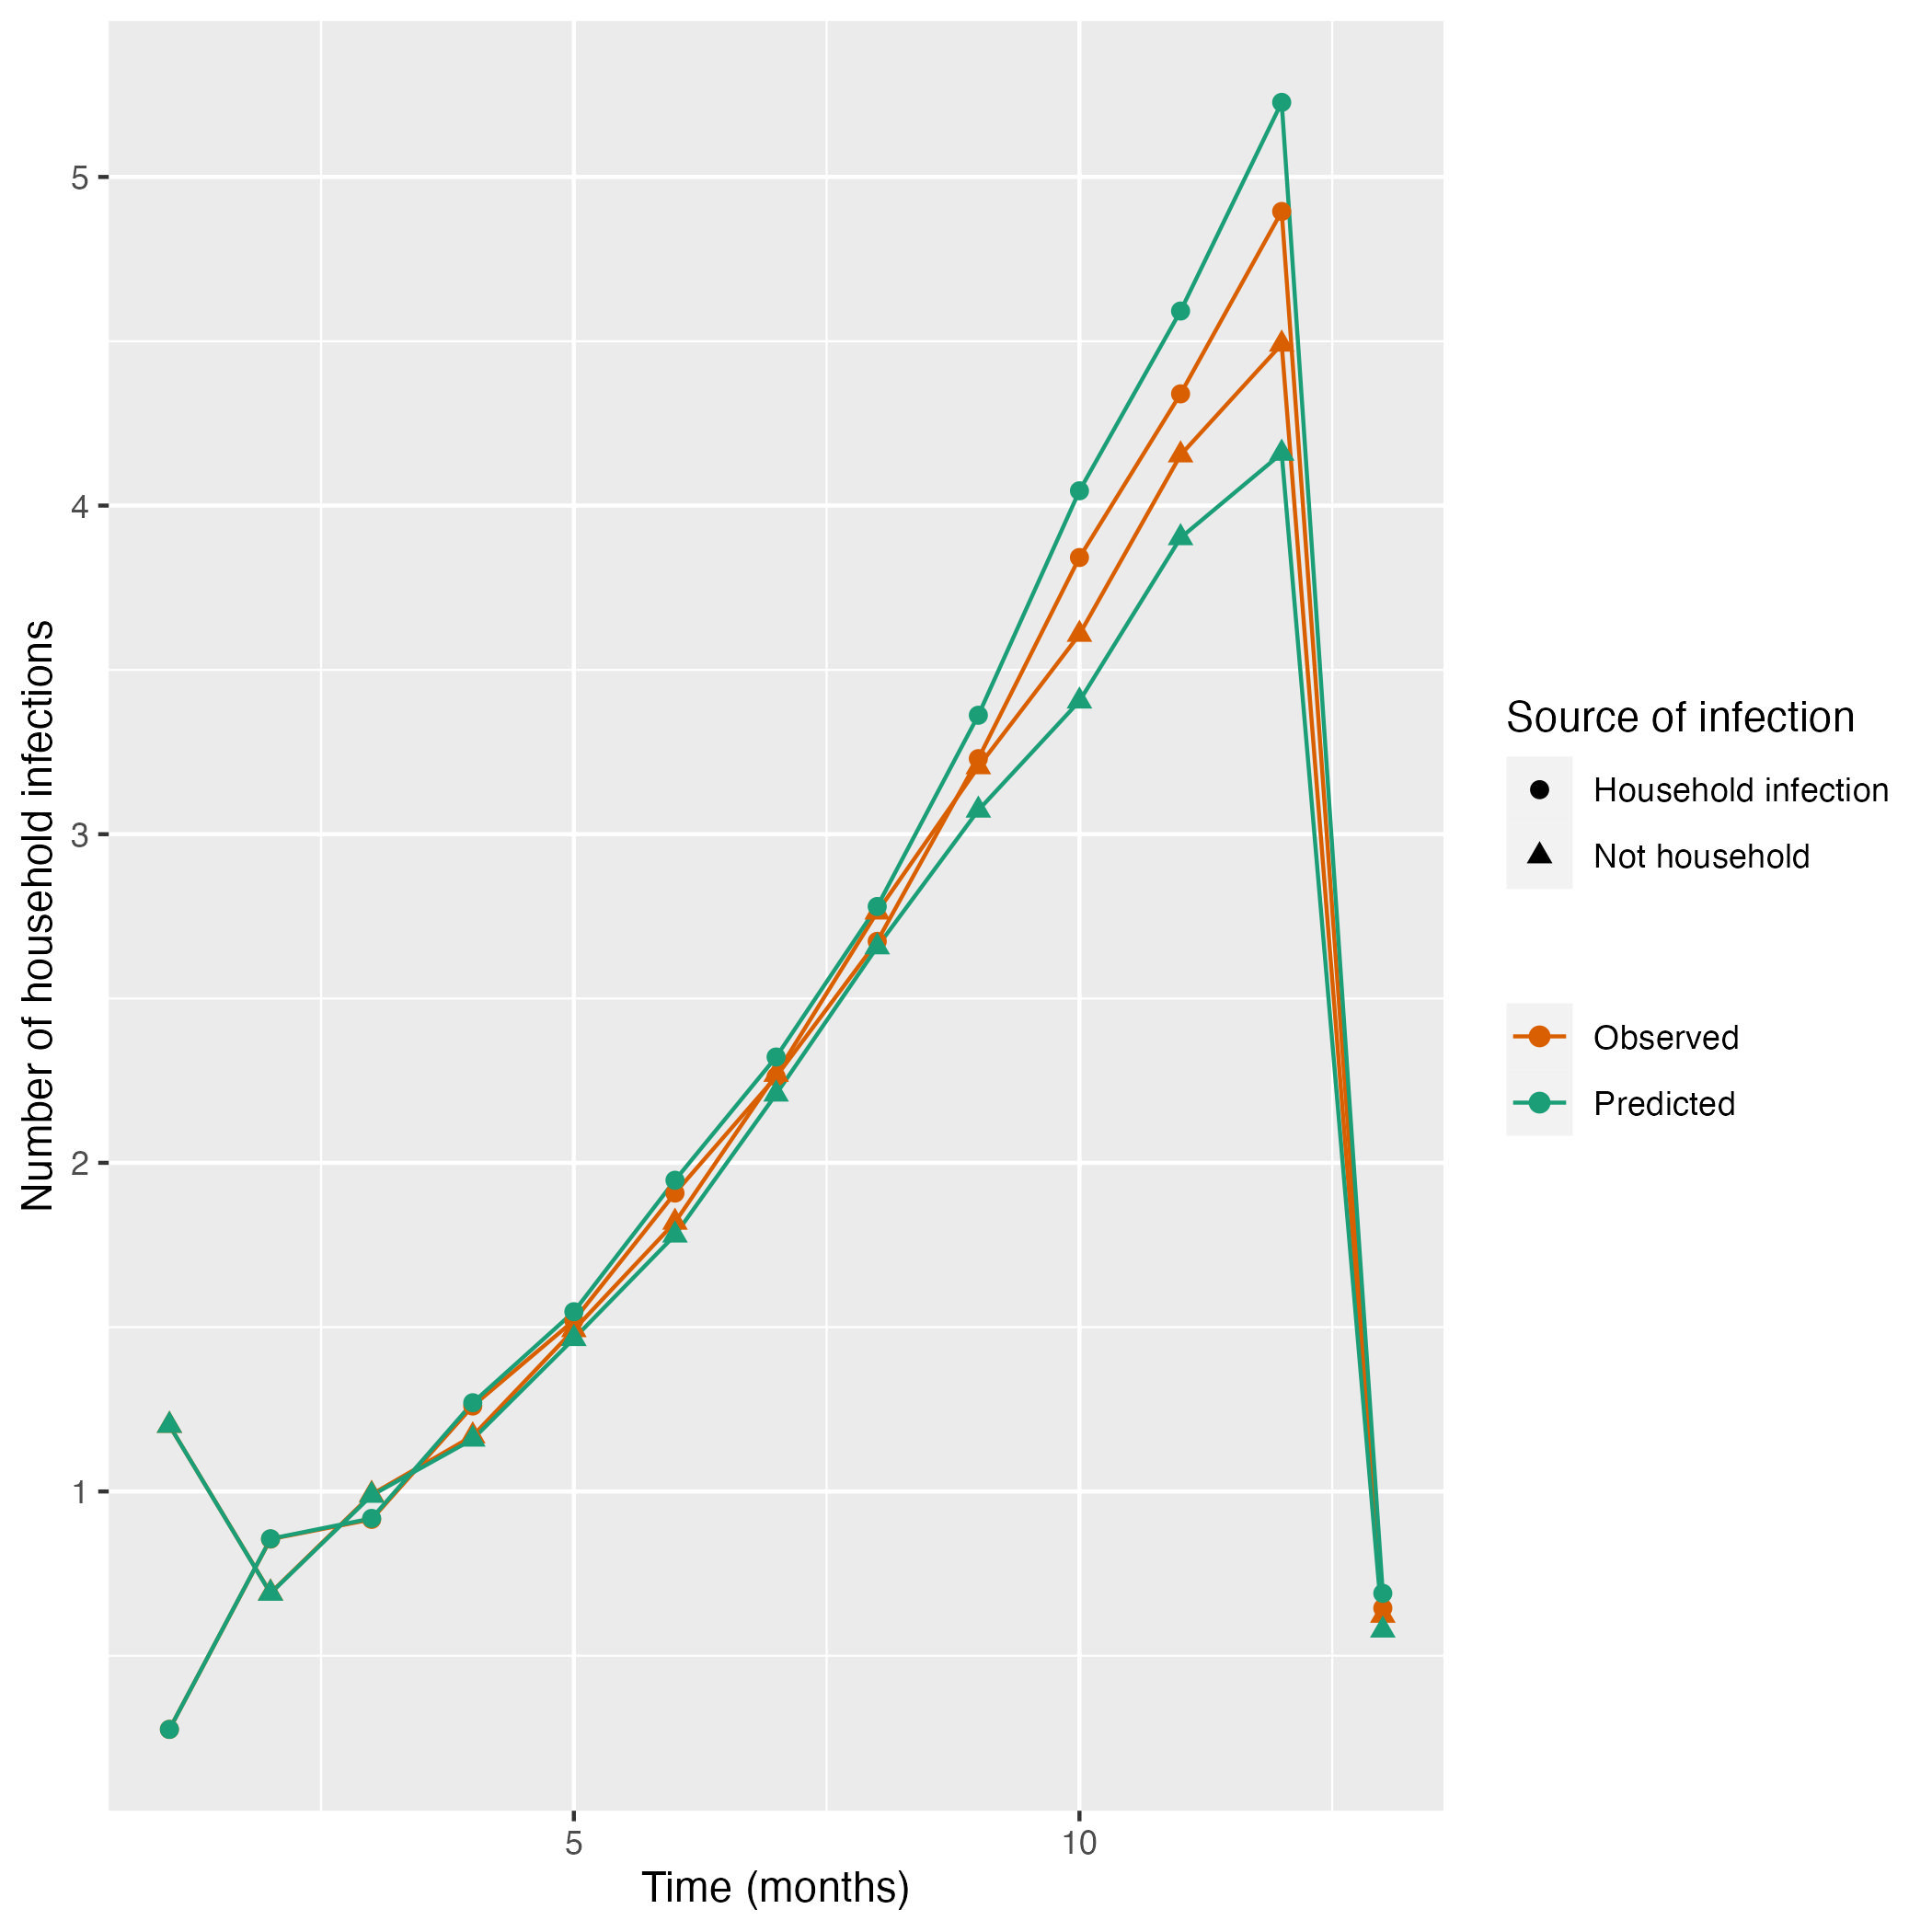 5
4
3
2
1
5
10
Time (months)
Number of household infections
Source of infection
Household infection
Not household
Observed
Predicted